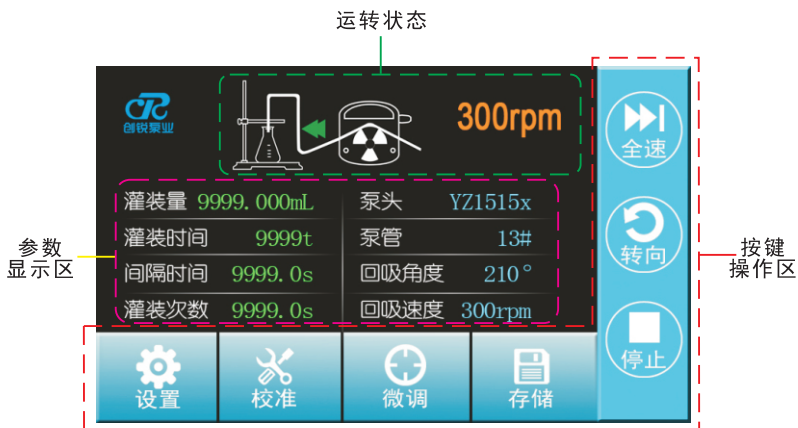 运转状态
创锐泵业
300rpm
全速
灌装量 9999.000mL 泵头 YZ1515x
灌装时间 9999t 泵管 13#
间隔时间 9999.0s 回吸角度 210°
灌装次数 9999.0s 回吸速度 300rpm
转向
停止
参数
显示区
按键
操作区
设置 校准 微调 存储